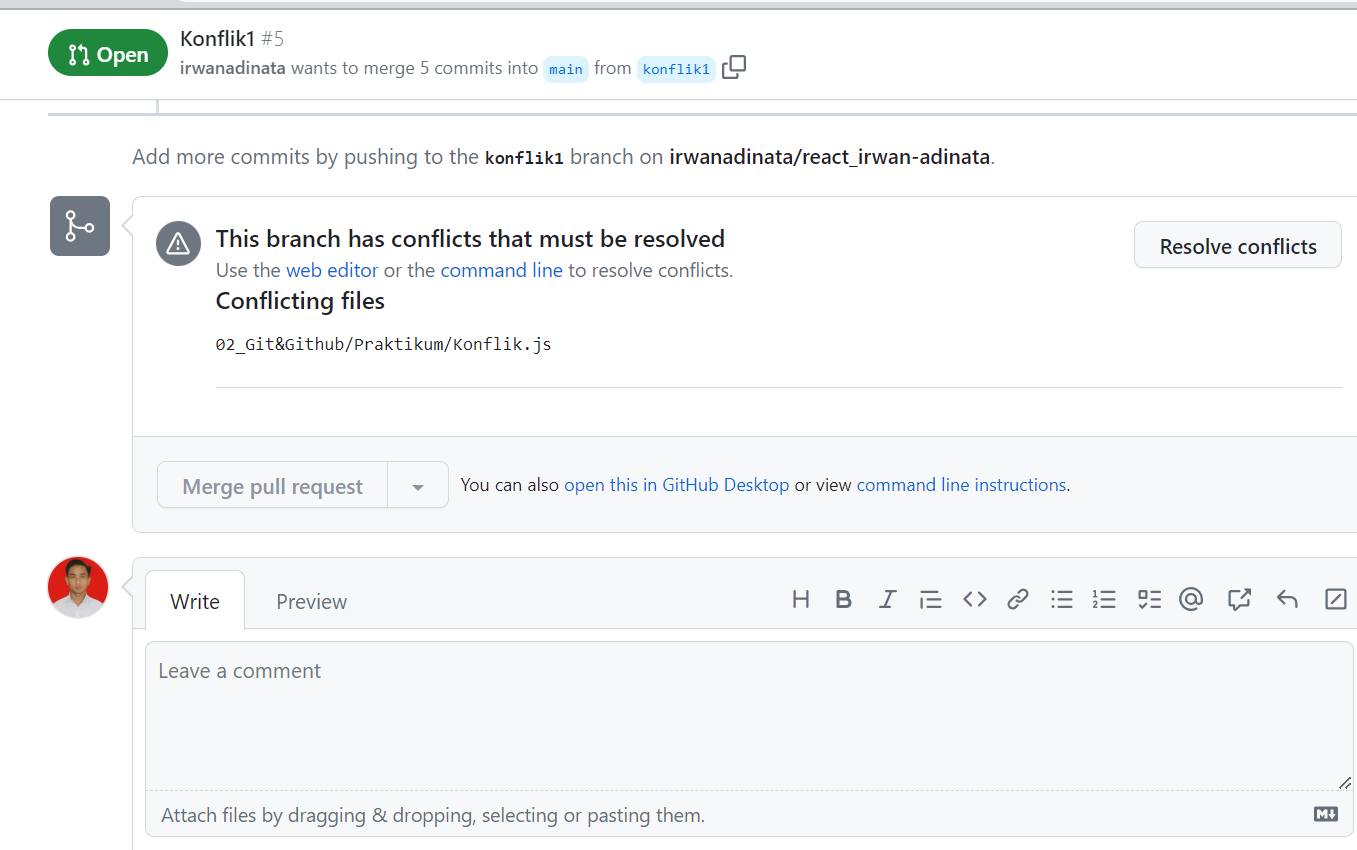 Open
Konflik1 #5
irwanadinata wants to merge 5 commits into main from konflik1
Add more commits by pushing to the konflik1 branch on irwanadinata/react_irwan-adinata.
This branch has conflicts that must be resolved
Resolve conflicts
Use the web editor or the command line to resolve conflicts.
Conflicting files
02_Git&Github/Praktikum/Konflik.js
Merge pull request
You can also open this in GitHub Desktop or view command line instructions.
Write
Preview
Leave a comment
Attach files by dragging & dropping, selecting or pasting them.